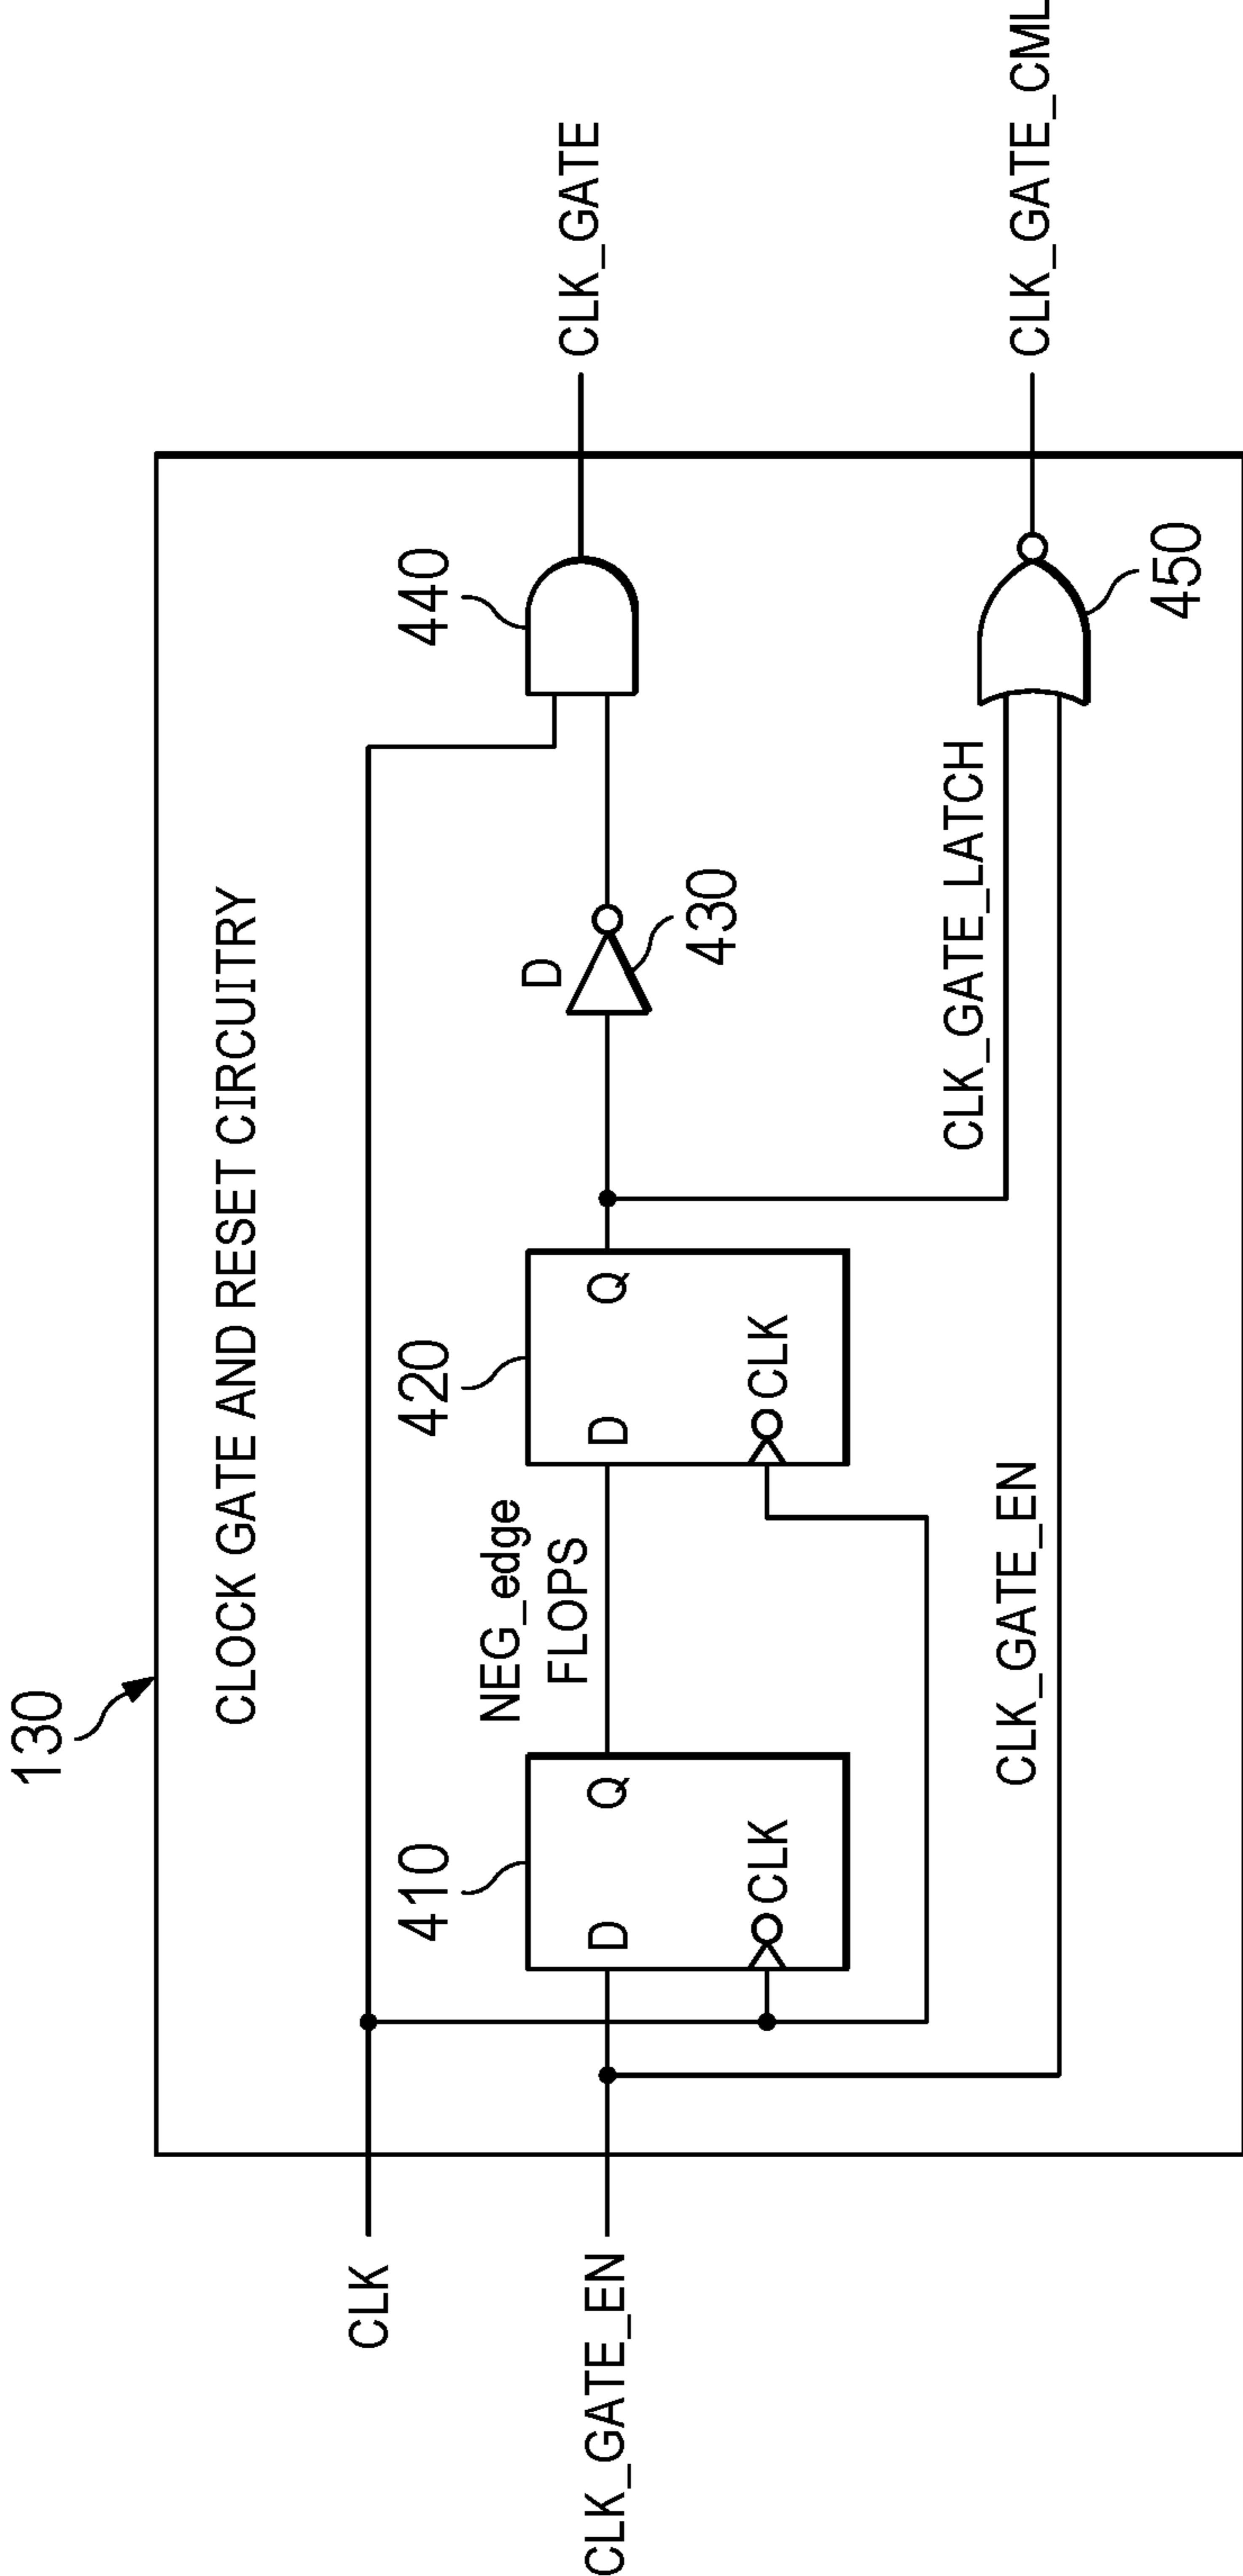 130
CLOCK GATE AND RESET CIRCUITRY
CLK
CLK_GATE_EN
410
D
Q
CLK
NEG_edge
FLOPS
420
D
Q
CLK
D
430
440
CLK_GATE
CLK_GATE_LATCH
CLK_GATE_EN
450
CLK_GATE_CML